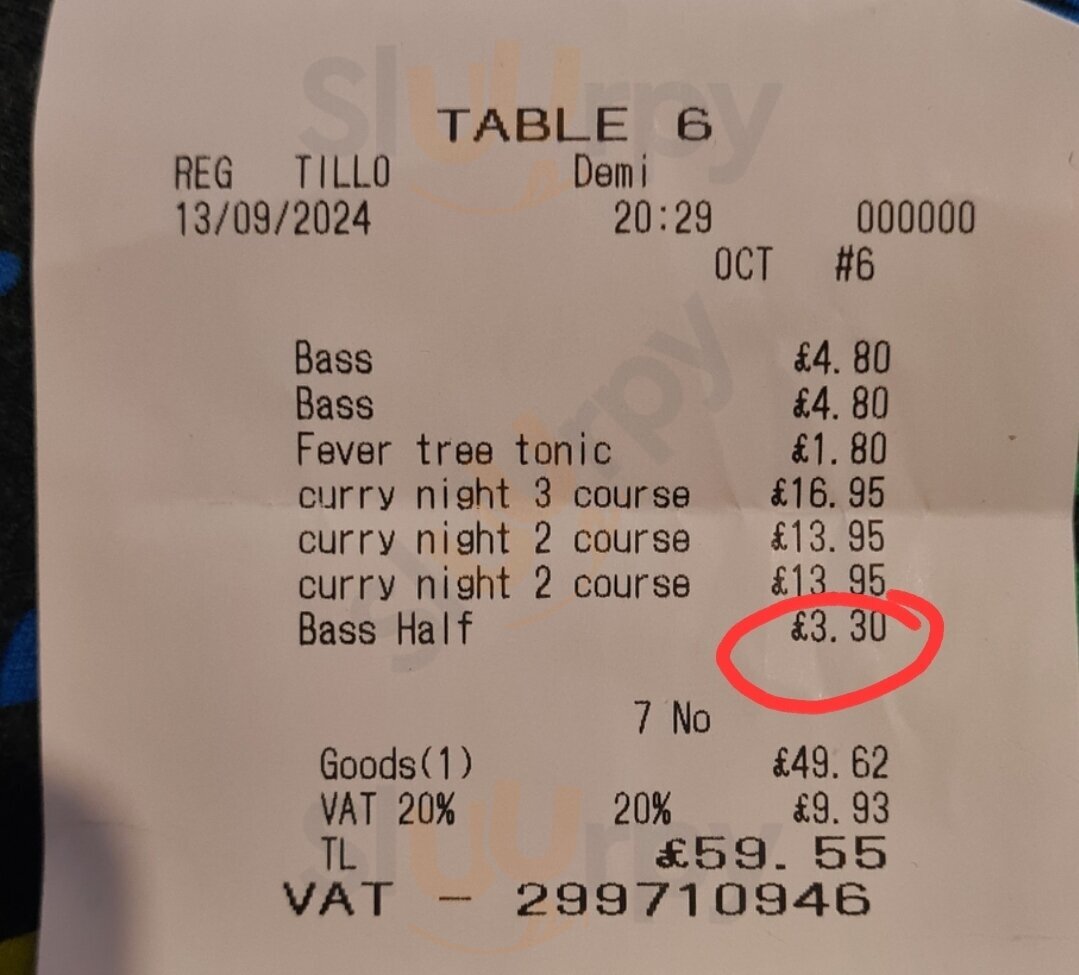 TABLE 6
REG TILLO Demi
13/09/2024 20:29 000000
OCT #6
Bass £4.80
Bass £4.80
Fever tree tonic £1.80
curry night 3 course £16.95
curry night 2 course £13.95
curry night 2 course £13.95
Bass Half £3.30
7 No
Goods(1) £49.62
VAT 20% 20% £9.93
TL £59.55
VAT - 299710946
Sluurpy
Sluurpy
Sluurpy